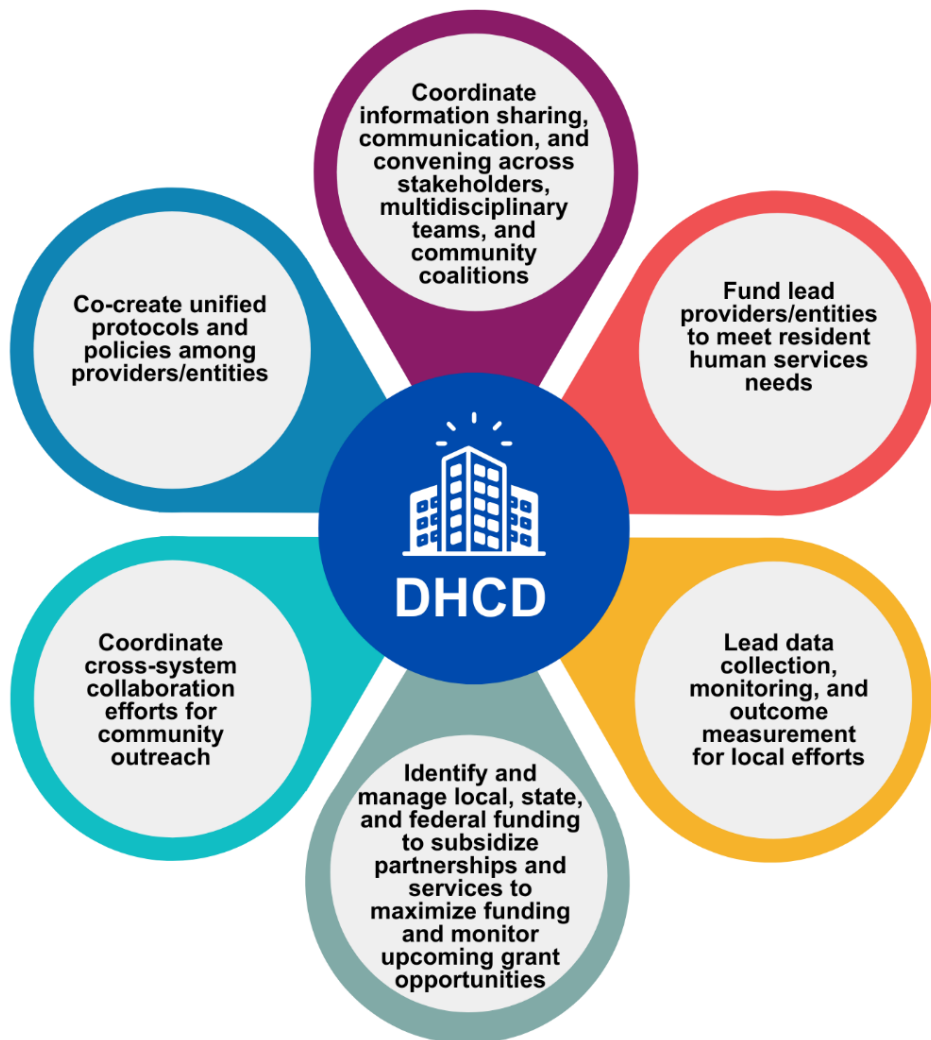 Coordinate
information sharing,
communication, and
convening across
stakeholders,
multidisciplinary
teams, and
community
coalitions
Fund lead
providers/entities
to meet resident
human services
needs
Lead data
collection,
monitoring, and
outcome
measurement
for local efforts
Identify and
manage local, state,
and federal funding
to subsidize
partnerships and
services to
maximize funding
and monitor
upcoming grant
opportunities
Coordinate
cross-system
collaboration
efforts for
community
outreach
Co-create unified
protocols and
policies among
providers/entities
DHCD